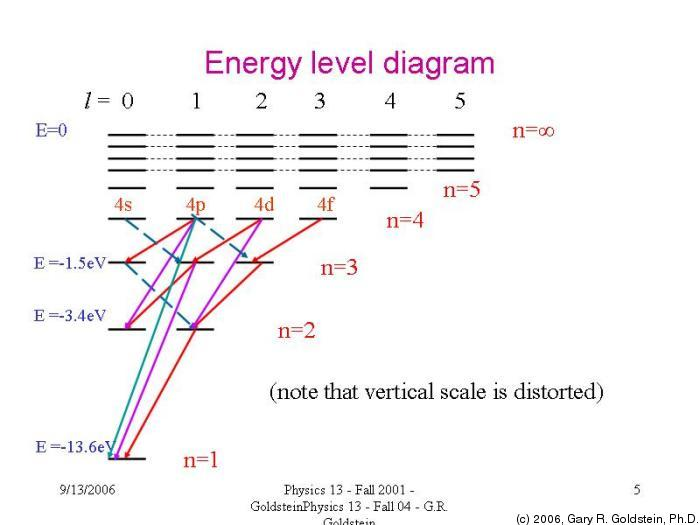 Energy level diagram
l = 0 1 2 3 4 5
E=0 n=∞
n=5
4s 4p 4d 4f
n=4
E =-1.5eV
n=3
E =-3.4eV
n=2
(note that vertical scale is distorted)
E =-13.6eV
n=1
9/13/2006 Physics 13 - Fall 2001 - 5
GoldsteinPhysics 13 - Fall 04 - G.R.
Goldstein
(c) 2006, Gary R. Goldstein, Ph.D.